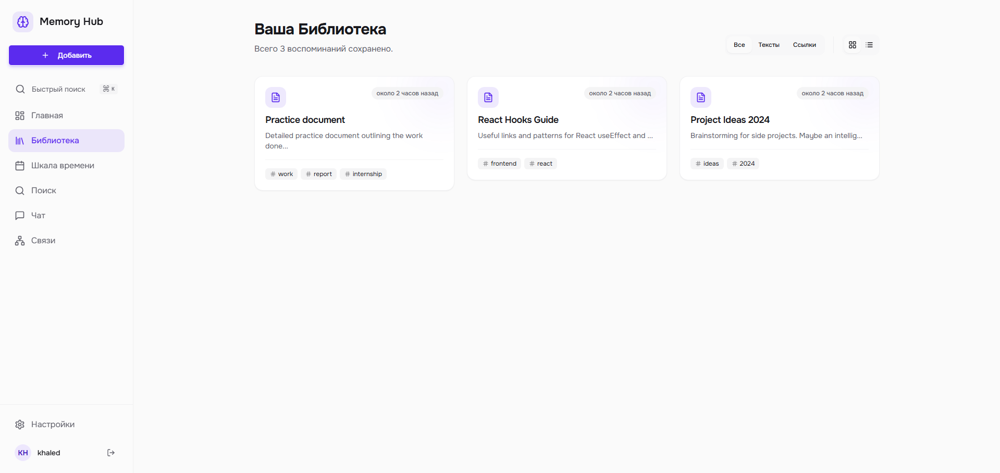 Memory Hub
Добавить
Быстрый поиск ⌘ K
Главная
Библиотека
Шкала времени
Поиск
Чат
Связи
Настройки
KH khaled
Ваша Библиотека
Всего 3 воспоминаний сохранено.
Все Тексты Ссылки
около 2 часов назад
Practice document
Detailed practice document outlining the work
done...
# work # report # internship
около 2 часов назад
React Hooks Guide
Useful links and patterns for React useEffect and ...
# frontend # react
около 2 часов назад
Project Ideas 2024
Brainstorming for side projects. Maybe an intellig...
# ideas # 2024